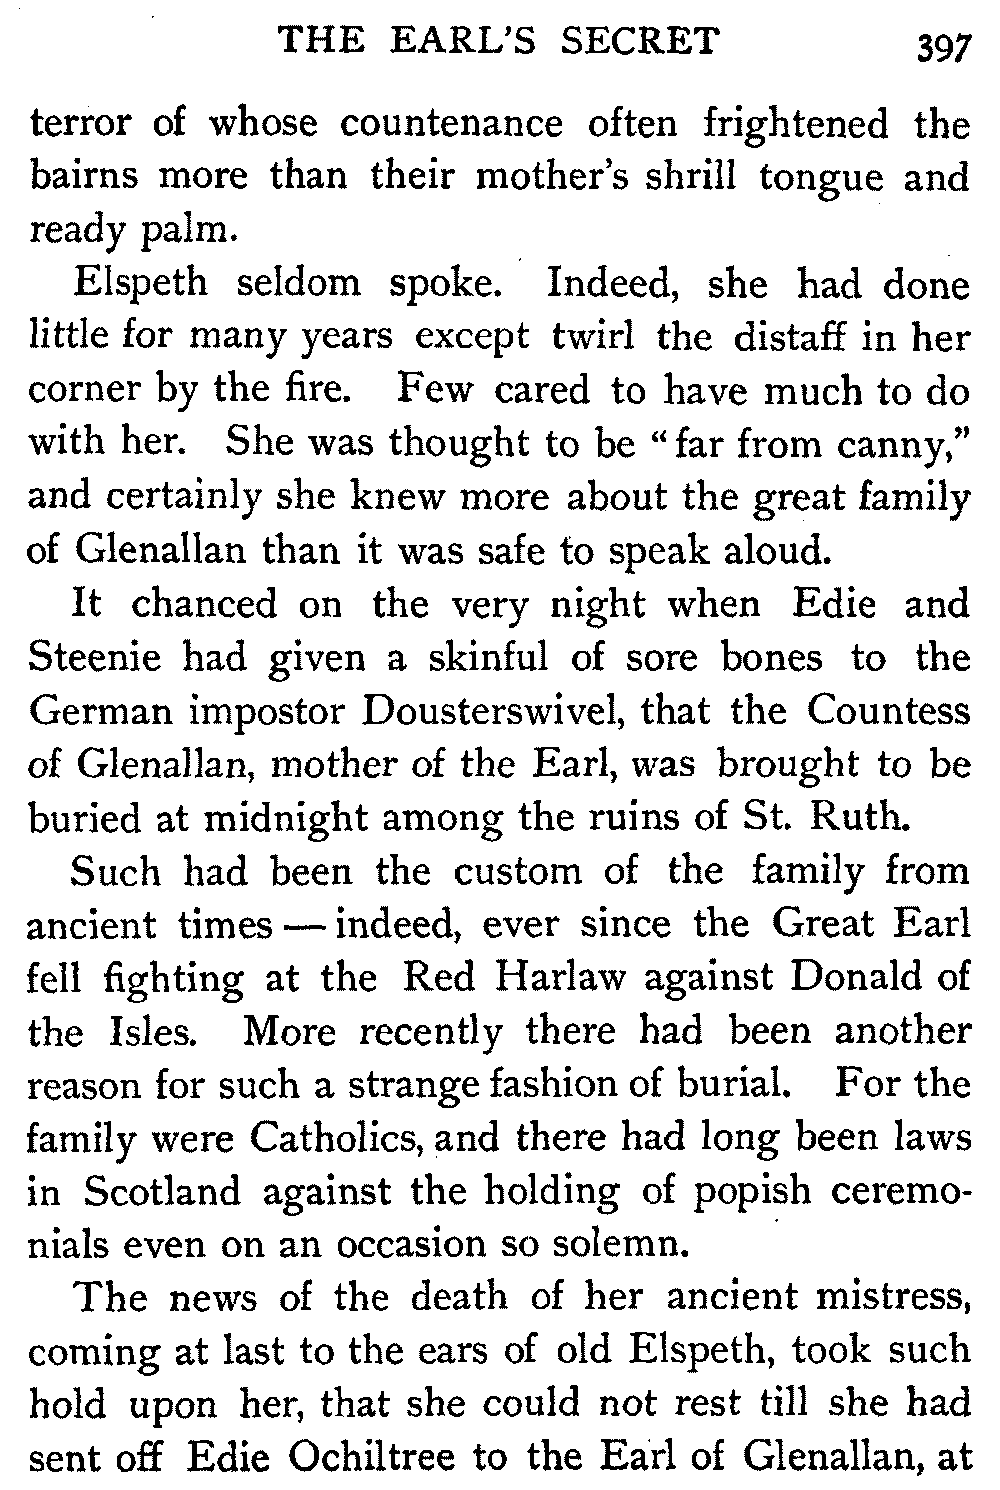 THE EARL'S SECRET 397
terror of whose countenance often frightened the
bairns more than their mother's shrill tongue and
ready palm.
Elspeth seldom spoke. Indeed, she had done
little for many years except twirl the distaff in her
corner by the fire. Few cared to have much to do
with her. She was thought to be “far from canny,”
and certainly she knew more about the great family
of Glenallan than it was safe to speak aloud.
It chanced on the very night when Edie and
Steenie had given a skinful of sore bones to the
German impostor Dousterswivel, that the Countess
of Glenallan, mother of the Earl, was brought to be
buried at midnight among the ruins of St. Ruth.
Such had been the custom of the family from
ancient times — indeed, ever since the Great Earl
fell fighting at the Red Harlaw against Donald of
the Isles. More recently there had been another
reason for such a strange fashion of burial. For the
family were Catholics, and there had long been laws
in Scotland against the holding of popish ceremo-
nials even on an occasion so solemn.
The news of the death of her ancient mistress,
coming at last to the ears of old Elspeth, took such
hold upon her, that she could not rest till she had
sent off Edie Ochiltree to the Earl of Glenallan, at